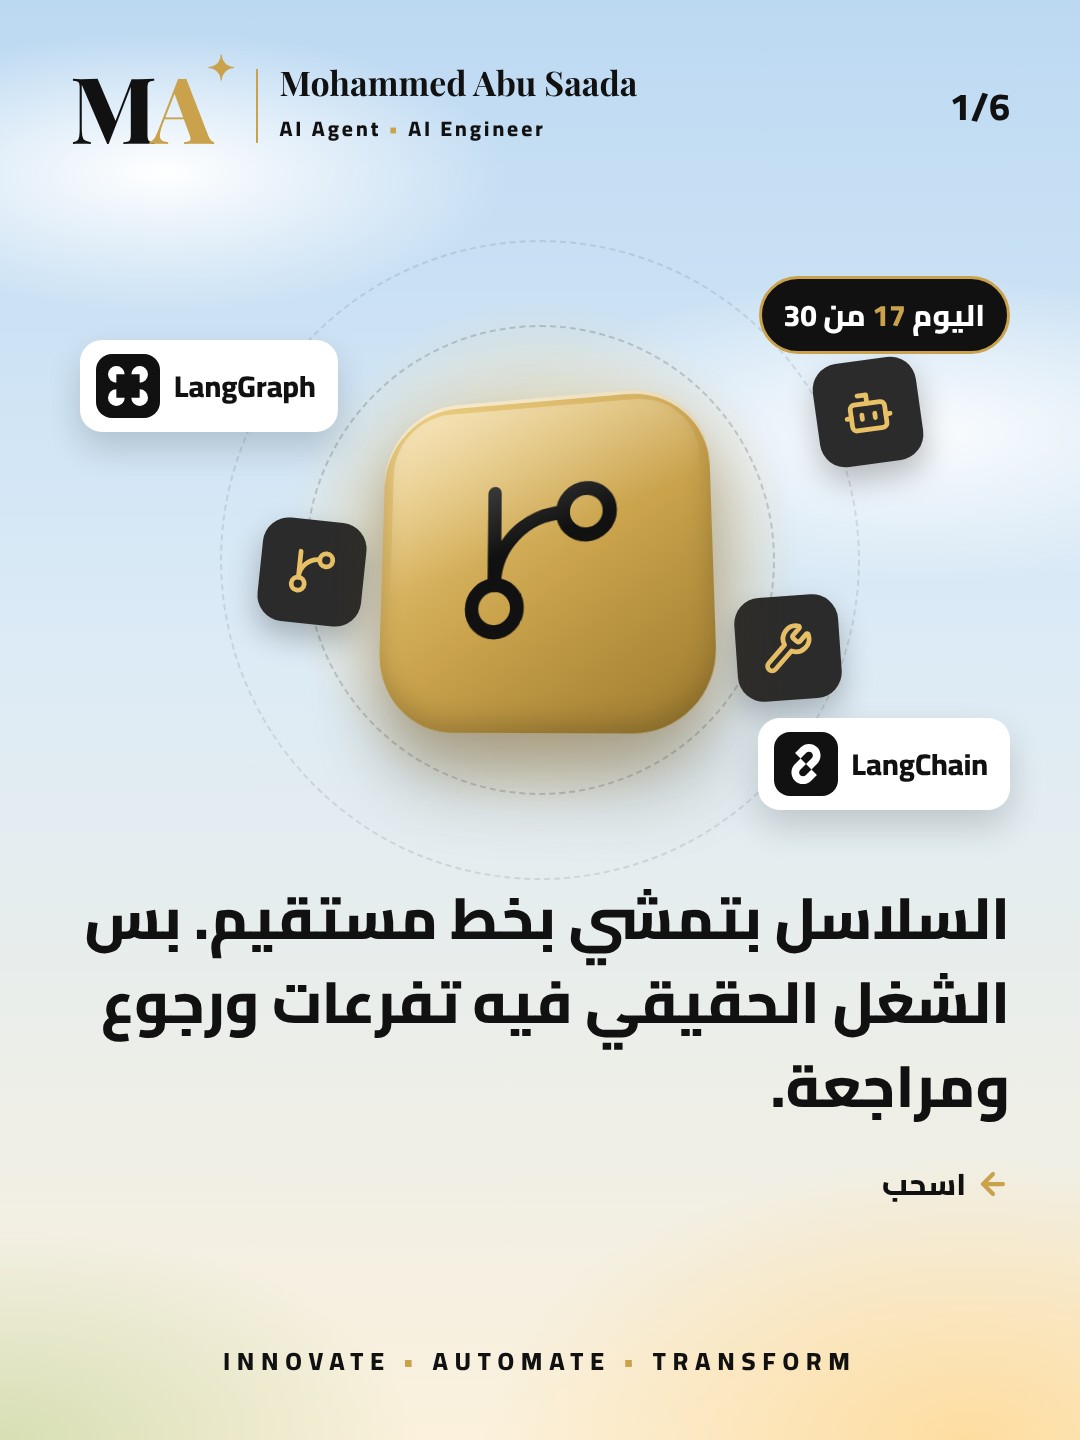 MA
Mohammed Abu Saada
AI Agent ▪ AI Engineer
1/6
اليوم 17 من 30
LangGraph
LangChain
السلاسل بتمشي بخط مستقيم. بس
الشغل الحقيقي فيه تفرعات ورجوع
ومراجعة.
← اسحب
INNOVATE ▪ AUTOMATE ▪ TRANSFORM